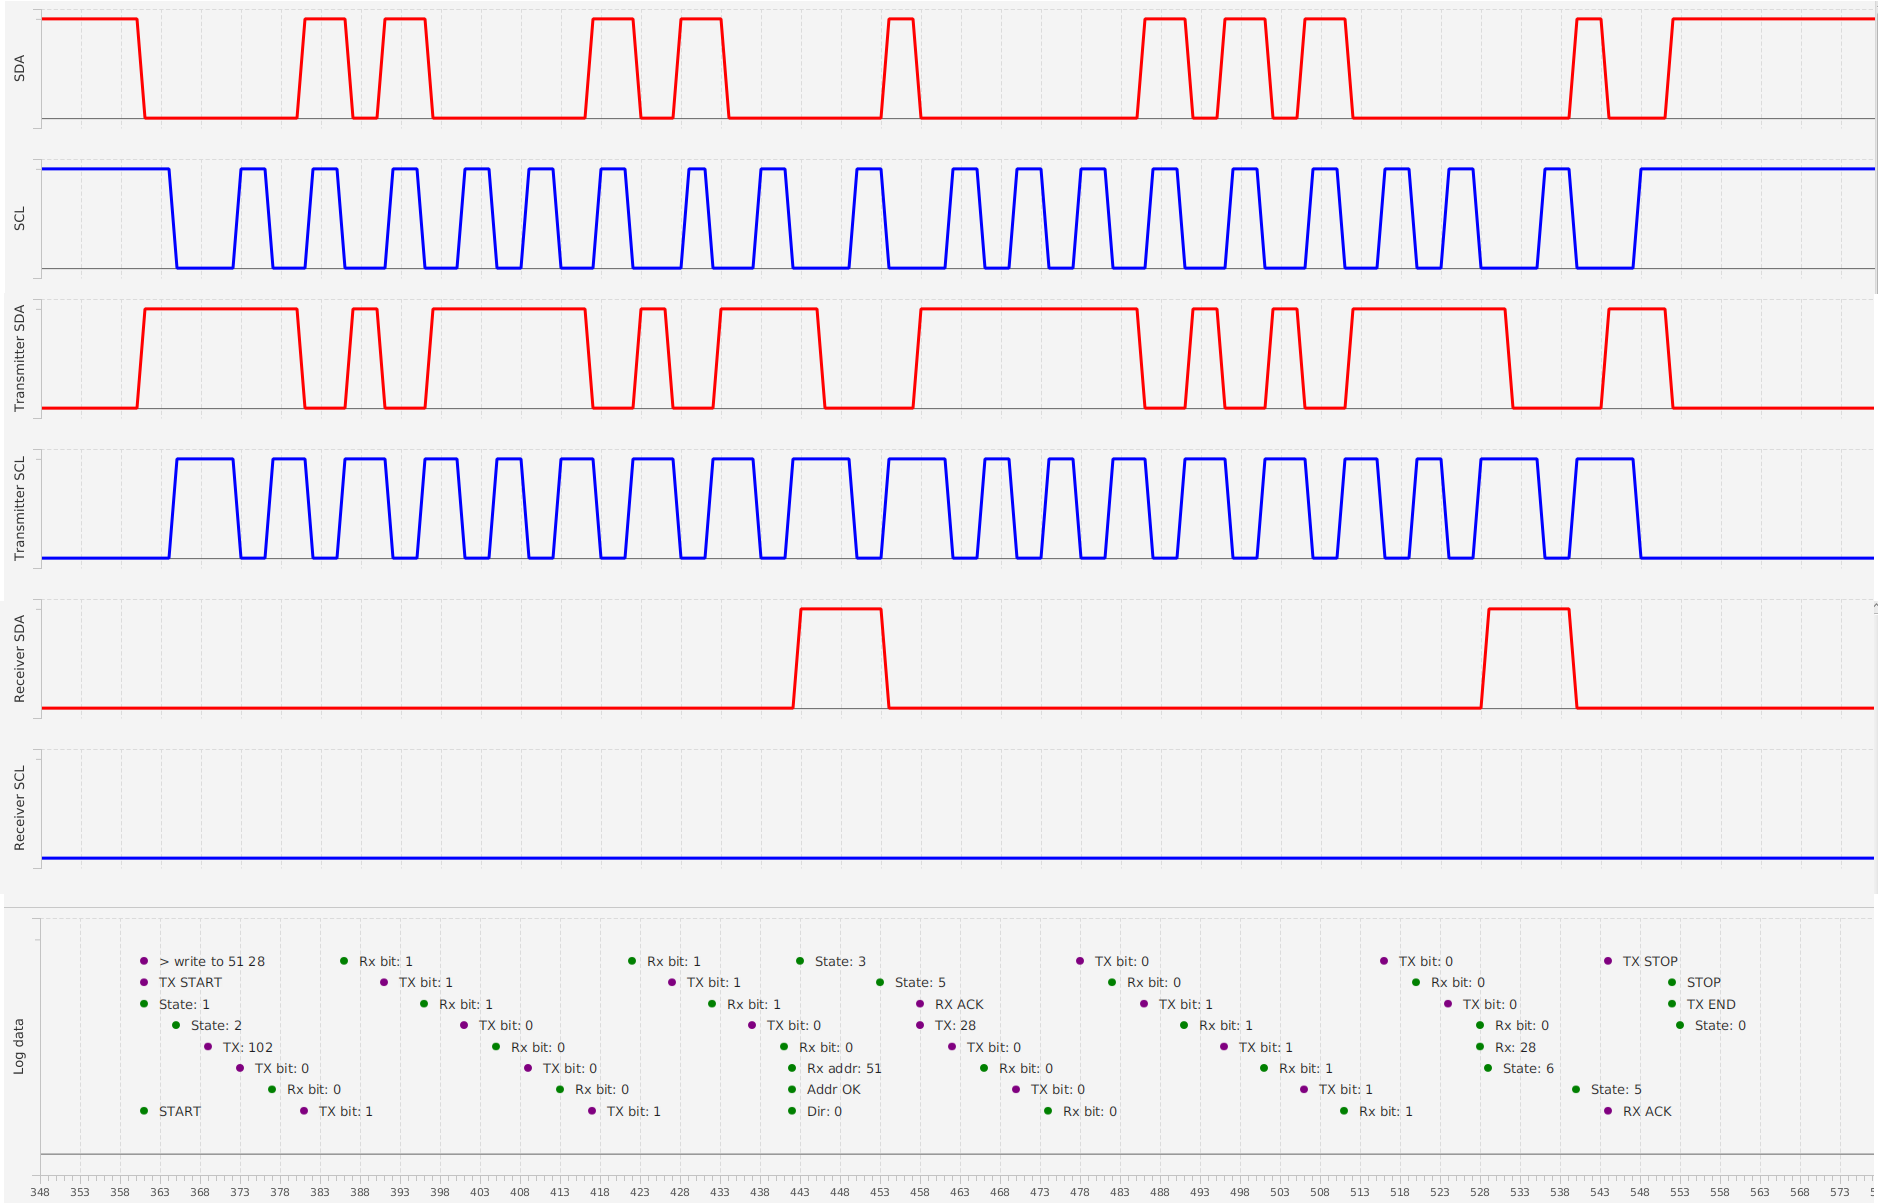 SDA
SCL
Transmitter SDA
Transmitter SCL
Receiver SDA
Receiver SCL
Log data
> write to 51 28
Rx bit: 1
Rx bit: 1
State: 3
TX bit: 0
TX bit: 0
TX STOP
TX START
TX bit: 1
TX bit: 1
State: 5
Rx bit: 0
Rx bit: 0
STOP
State: 1
Rx bit: 1
Rx bit: 1
RX ACK
TX bit: 1
TX bit: 0
TX END
State: 2
TX bit: 0
TX bit: 0
TX: 28
Rx bit: 1
Rx bit: 0
State: 0
TX: 102
Rx bit: 0
Rx bit: 0
TX bit: 0
TX bit: 1
Rx: 28
TX bit: 0
TX bit: 0
Rx addr: 51
Rx bit: 0
Rx bit: 1
State: 6
Rx bit: 0
Rx bit: 0
Addr OK
TX bit: 0
TX bit: 1
State: 5
START
TX bit: 1
TX bit: 1
Dir: 0
Rx bit: 0
Rx bit: 1
RX ACK
348 353 358 363 368 373 378 383 388 393 398 403 408 413 418 423 428 433 438 443 448 453 458 463 468 473 478 483 488 493 498 503 508 513 518 523 528 533 538 543 548 553 558 563 568 573